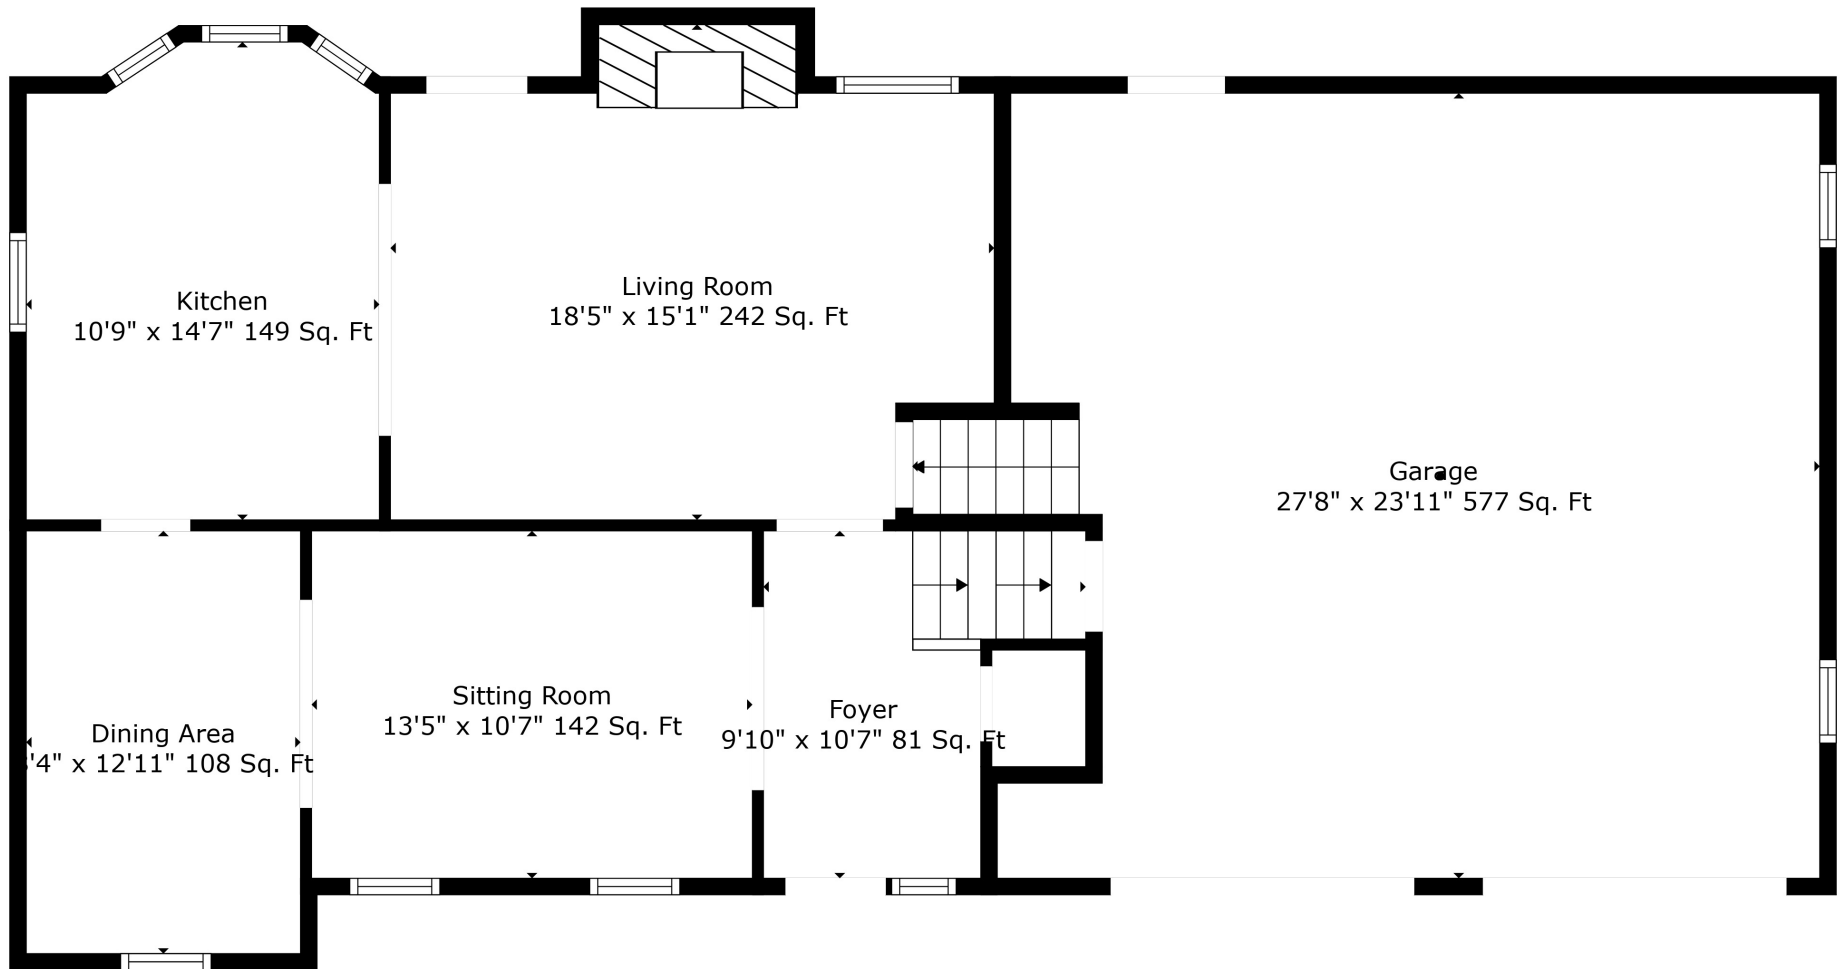 Kitchen
10'9" x 14'7" 149 Sq. Ft
Living Room
18'5" x 15'1" 242 Sq. Ft
Garage
27'8" x 23'11" 577 Sq. Ft
Sitting Room
13'5" x 10'7" 142 Sq. Ft
Foyer
9'10" x 10'7" 81 Sq. Ft
Dining Area
'4" x 12'11" 108 Sq. Ft